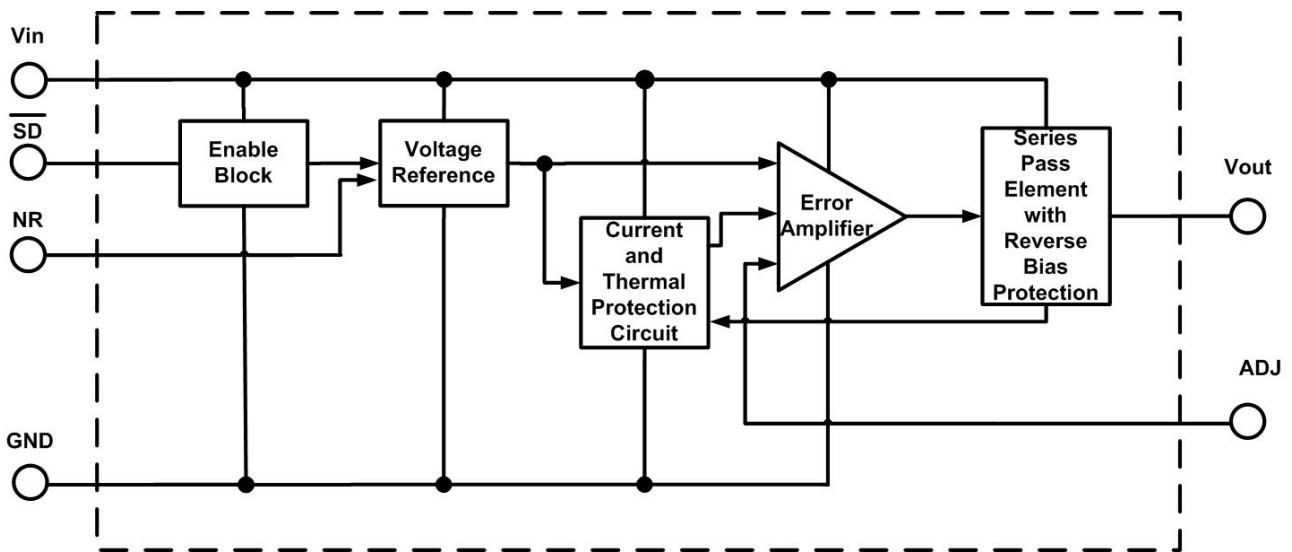 Vin
SD
NR
GND
Enable
Block
Voltage
Reference
Current
and
Thermal
Protection
Circuit
Error
Amplifier
Series
Pass
Element
with
Reverse
Bias
Protection
Vout
ADJ